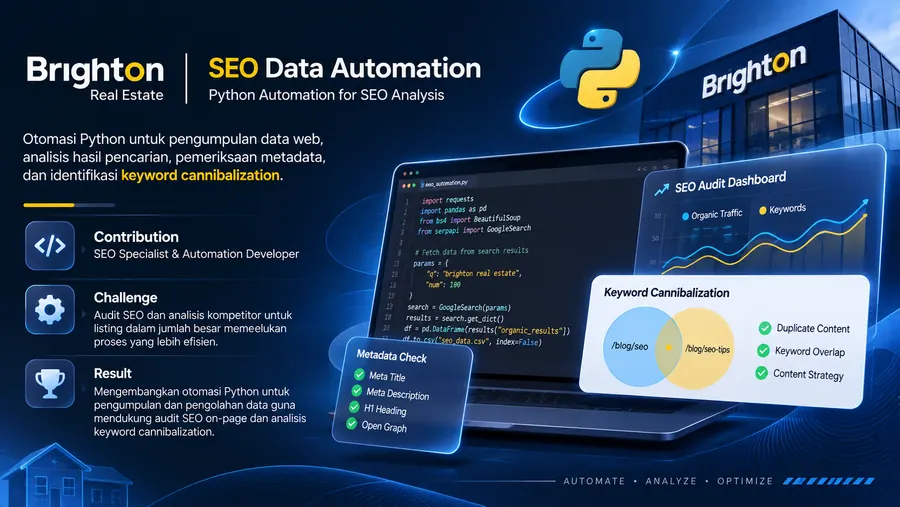 Brighton
Real Estate
SEO Data Automation
Python Automation for SEO Analysis
Otomasi Python untuk pengumpulan data web,
analisis hasil pencarian, pemeriksaan metadata,
dan identifikasi keyword cannibalization.
Contribution
SEO Specialist & Automation Developer
Challenge
Audit SEO dan analisis kompetitor untuk
listing dalam jumlah besar memeelukan
proses yang lebih efisien.
Result
Mengembangkan otomasi Python untuk
pengumpulan dan pengolahan data guna
mendukung audit SEO on-page dan analisis
keyword cannibalization.
Brighton
seo_automation.py
import requests
import pandas as pd
from bs4 import BeautifulSoup
from serpapi import GoogleSearch
# Fetch data from search results
params = {
"q": "brighton real estate",
"num": 100
}
search = GoogleSearch(params)
results = search.get_dict()
df = pd.DataFrame(results["organic_results"])
df.to_csv("seo_data.csv", index=False)
Metadata Check
Meta Title
Meta Description
H1 Heading
Open Graph
SEO Audit Dashboard
Organic Traffic
Keywords
Keyword Cannibalization
/blog/seo
/blog/seo-tips
Duplicate Content
Keyword Overlap
Content Strategy
AUTOMATE • ANALYZE • OPTIMIZE